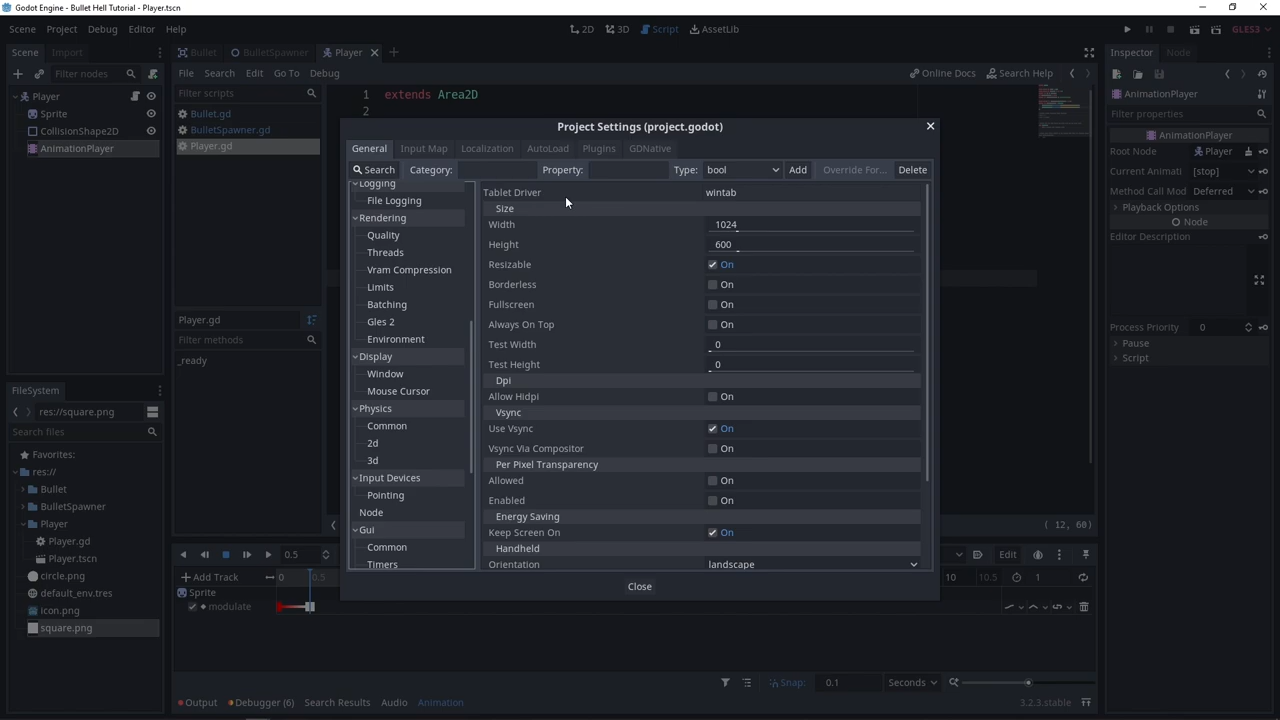 Godot Engine - Bullet Hell Tutorial - Player.tscn
Scene Project Debug Editor Help
2D 3D Script AssetLib
GLES3
Scene Import
Filter nodes
Player
Sprite
CollisionShape2D
AnimationPlayer
Bullet BulletSpawner Player
File Search Edit Go To Debug
Online Docs Search Help
Filter scripts
Bullet.gd
BulletSpawner.gd
Player.gd
Player.gd
Filter methods
_ready
1 extends Area2D
2
Project Settings (project.godot)
General Input Map Localization AutoLoad Plugins GDNative
Search Category: Property: Type: bool Add Override For... Delete
Logging
File Logging
Rendering
Quality
Threads
Vram Compression
Limits
Batching
Gles 2
Environment
Display
Window
Mouse Cursor
Physics
Common
2d
3d
Input Devices
Pointing
Node
Gui
Common
Timers
Tablet Driver wintab
Size
Width 1024
Height 600
Resizable On
Borderless On
Fullscreen On
Always On Top On
Test Width 0
Test Height 0
Dpi
Allow Hidpi On
Vsync
Use Vsync On
Vsync Via Compositor On
Per Pixel Transparency
Allowed On
Enabled On
Energy Saving
Keep Screen On On
Handheld
Orientation landscape
Close
( 12, 60)
Inspector Node
AnimationPlayer
Filter properties
AnimationPlayer
Root Node Player
Current Animati [stop]
Method Call Mod Deferred
Playback Options
Node
Editor Description
Process Priority 0
Pause
Script
FileSystem
res://square.png
Search files
Favorites:
res://
Bullet
BulletSpawner
Player
Player.gd
Player.tscn
circle.png
default_env.tres
icon.png
square.png
0.5
Edit
Add Track 0 0.5 10 10.5 1
Sprite
modulate
Snap: 0.1 Seconds
Output Debugger (6) Search Results Audio Animation
3.2.3.stable